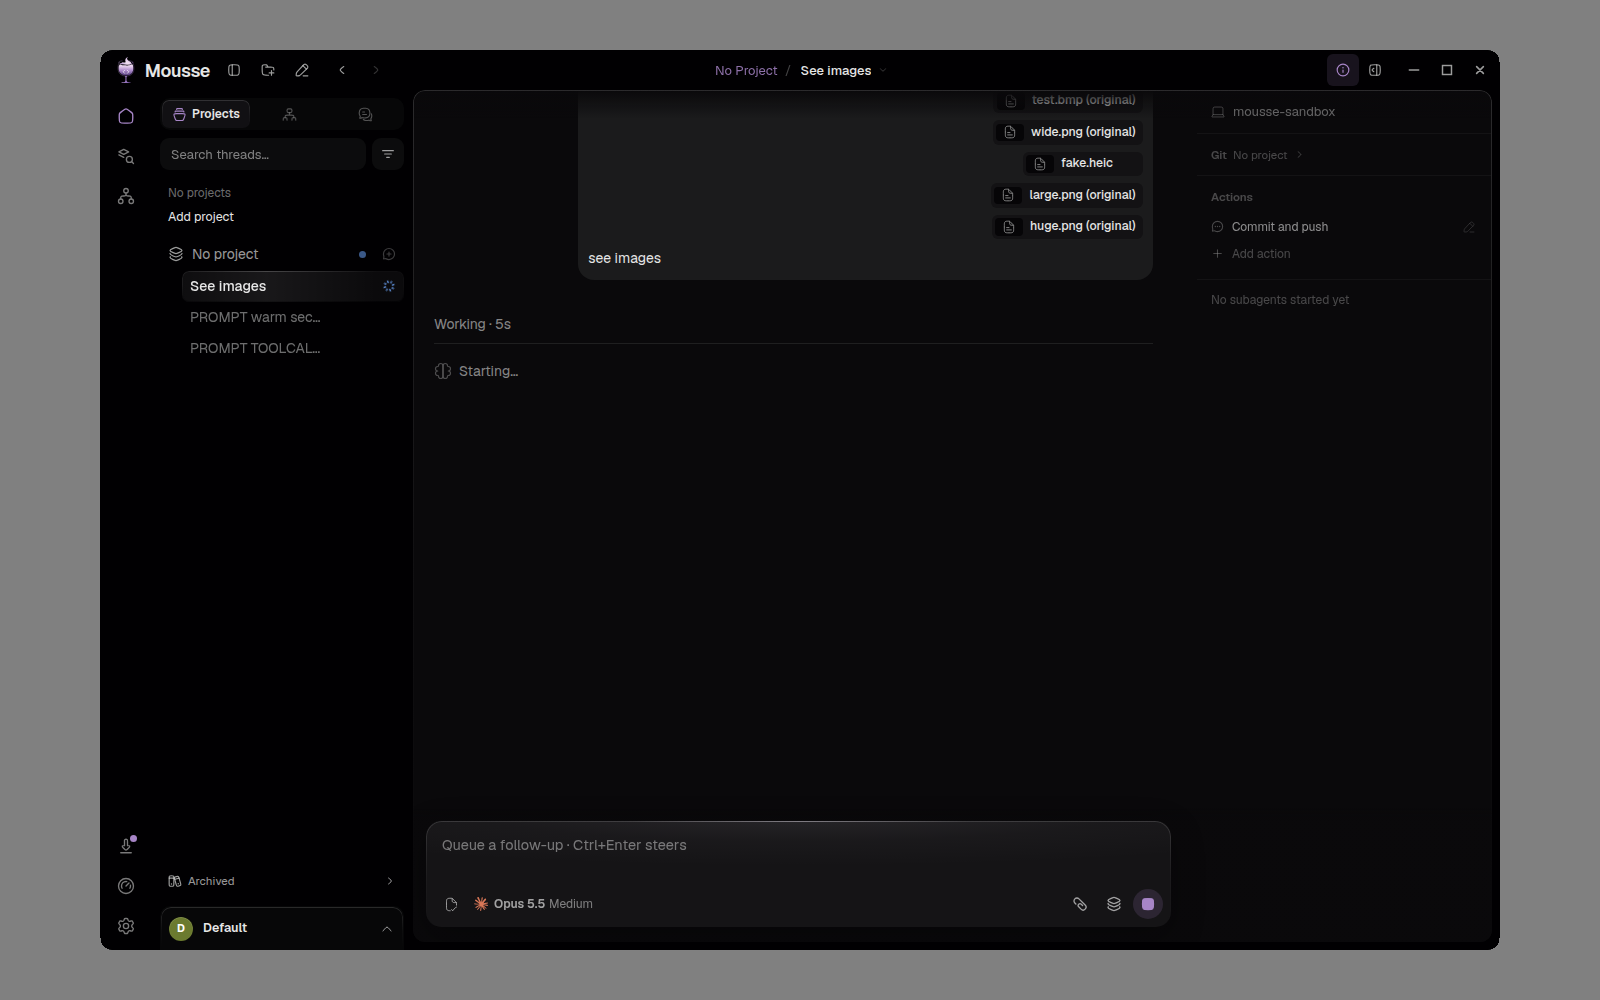 Mousse
No Project / See images
Projects
Search threads...
No projects
Add project
No project
See images
PROMPT warm sec...
PROMPT TOOLCAL...
Archived
D Default
test.bmp (original)
wide.png (original)
fake.heic
large.png (original)
huge.png (original)
see images
Working · 5s
Starting...
Queue a follow-up · Ctrl+Enter steers
Opus 5.5 Medium
mousse-sandbox
Git No project
Actions
Commit and push
Add action
No subagents started yet